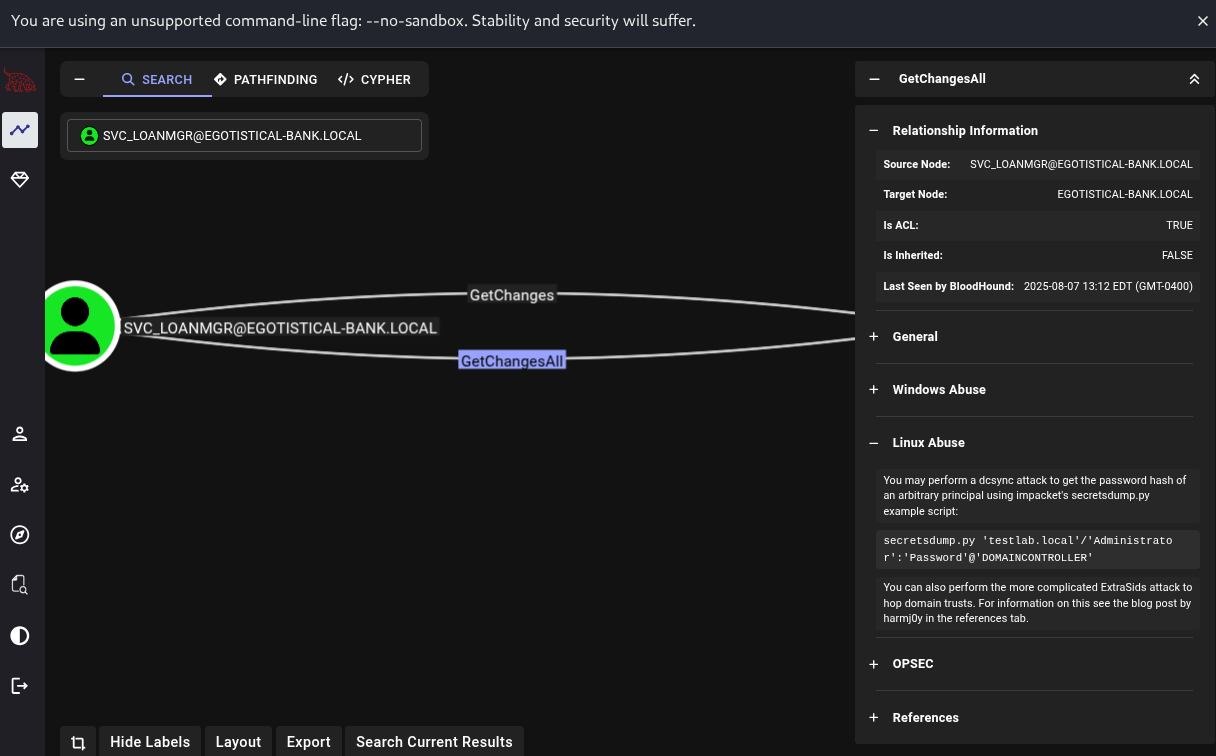 You are using an unsupported command-line flag: --no-sandbox. Stability and security will suffer.
SEARCH
PATHFINDING
CYPHER
SVC_LOANMGR@EGOTISTICAL-BANK.LOCAL
GetChanges
SVC_LOANMGR@EGOTISTICAL-BANK.LOCAL
GetChangesAll
Hide Labels
Layout
Export
Search Current Results
GetChangesAll
Relationship Information
Source Node: SVC_LOANMGR@EGOTISTICAL-BANK.LOCAL
Target Node: EGOTISTICAL-BANK.LOCAL
Is ACL: TRUE
Is Inherited: FALSE
Last Seen by BloodHound: 2025-08-07 13:12 EDT (GMT-0400)
General
Windows Abuse
Linux Abuse
You may perform a dcsync attack to get the password hash of
an arbitrary principal using impacket's secretsdump.py
example script:
secretsdump.py 'testlab.local'/'Administrato
r':'Password'@'DOMAINCONTROLLER'
You can also perform the more complicated ExtraSids attack to
hop domain trusts. For information on this see the blog post by
harmj0y in the references tab.
OPSEC
References